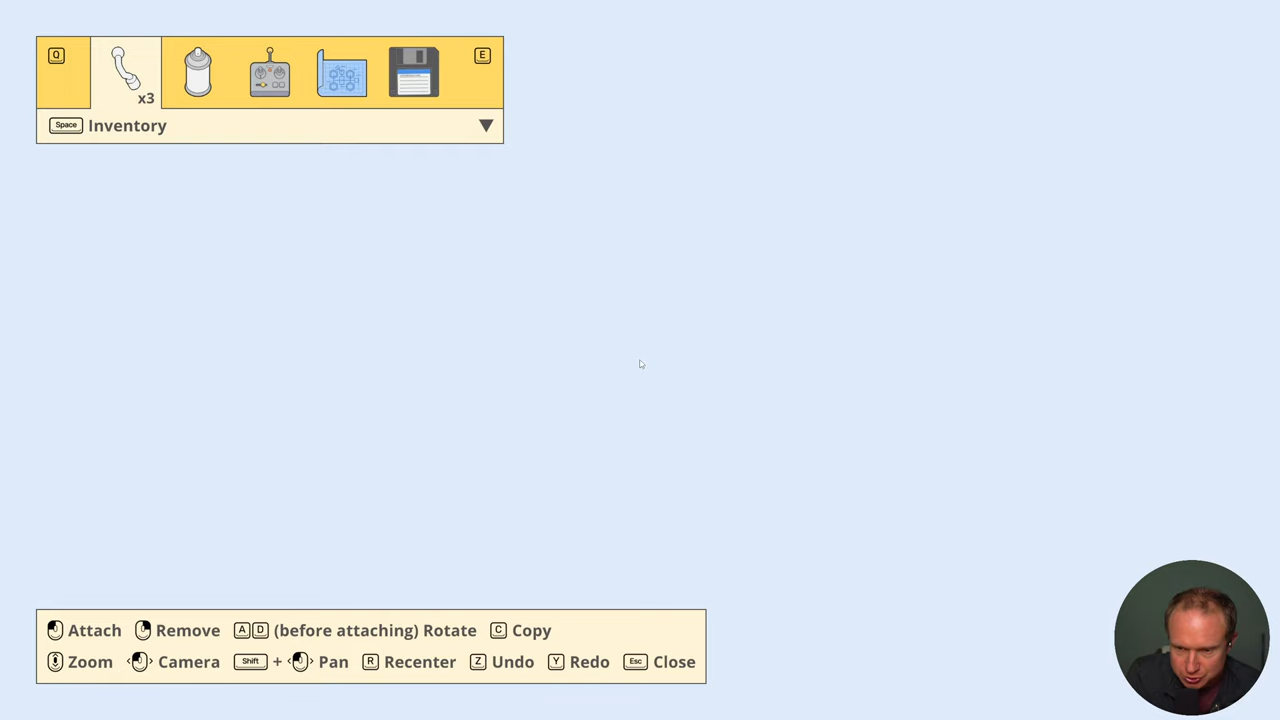 Q
E
x3
Space Inventory
Attach Remove A D (before attaching) Rotate C Copy
Zoom Camera Shift + Pan R Recenter Z Undo Y Redo Esc Close